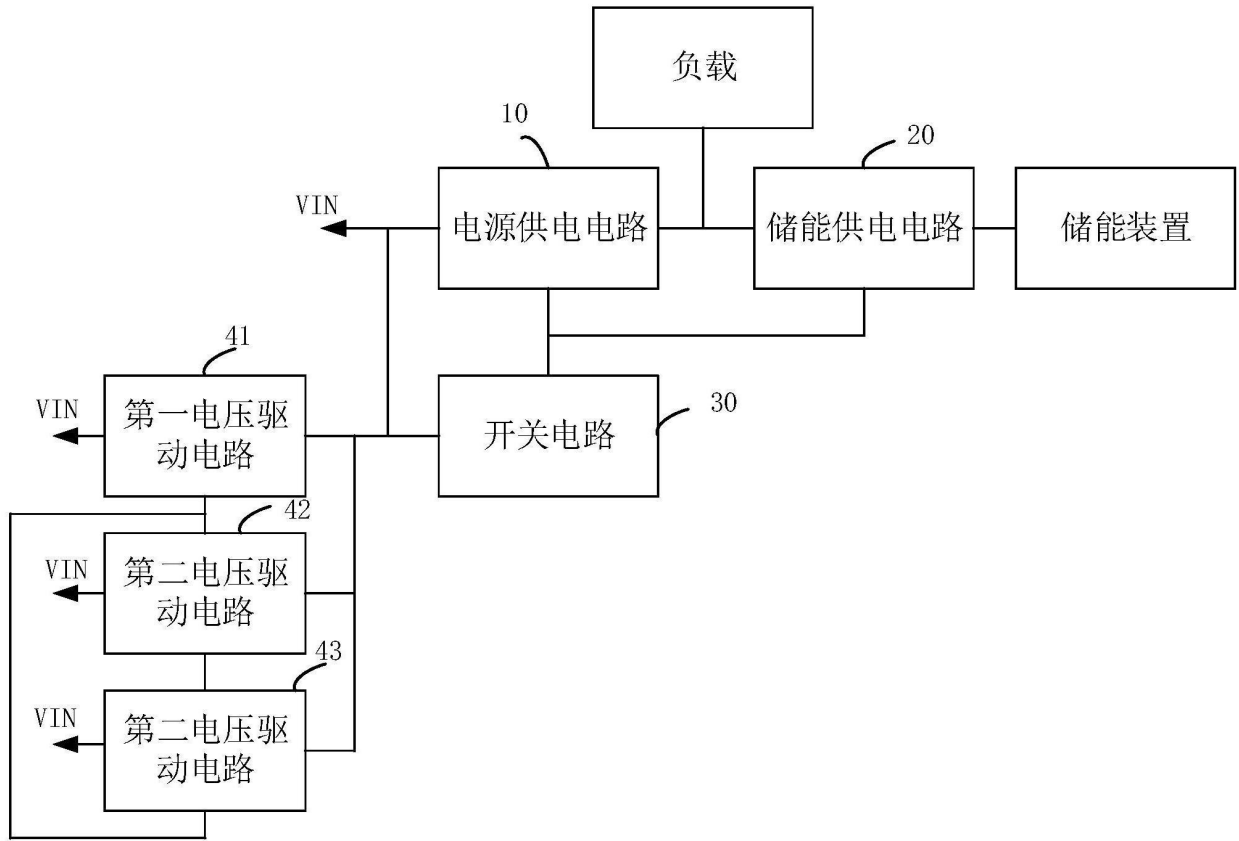 负载
10
20
VIN
电源供电电路
储能供电电路
储能装置
41
30
VIN
第一电压驱
动电路
开关电路
42
VIN
第二电压驱
动电路
43
VIN
第二电压驱
动电路